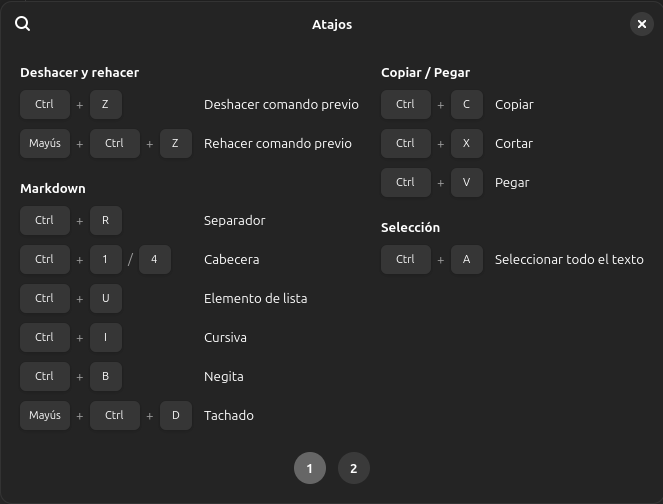 Atajos
Deshacer y rehacer
Ctrl + Z Deshacer comando previo
Mayús + Ctrl + Z Rehacer comando previo
Markdown
Ctrl + R Separador
Ctrl + 1 / 4 Cabecera
Ctrl + U Elemento de lista
Ctrl + I Cursiva
Ctrl + B Negita
Mayús + Ctrl + D Tachado
Copiar / Pegar
Ctrl + C Copiar
Ctrl + X Cortar
Ctrl + V Pegar
Selección
Ctrl + A Seleccionar todo el texto
1 2